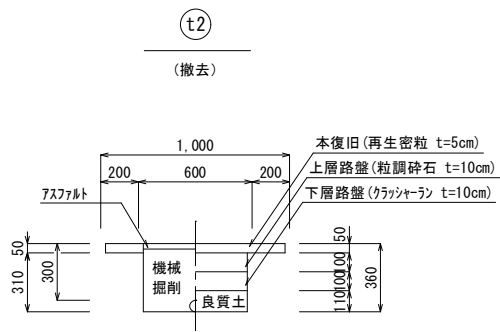 t2
(撤去)
1,000
200
600
200
本復旧(再生密粒 t=5cm)
上層路盤(粒調砕石 t=10cm)
下層路盤(クラッシャーラン t=10cm)
アスファルト
50
310
300
機械
掘削
良質土
50
100
100
110
360